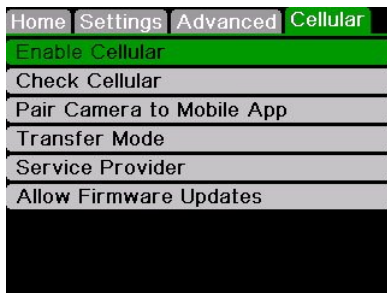 Home Settings Advanced Cellular
Enable Cellular
Check Cellular
Pair Camera to Mobile App
Transfer Mode
Service Provider
Allow Firmware Updates